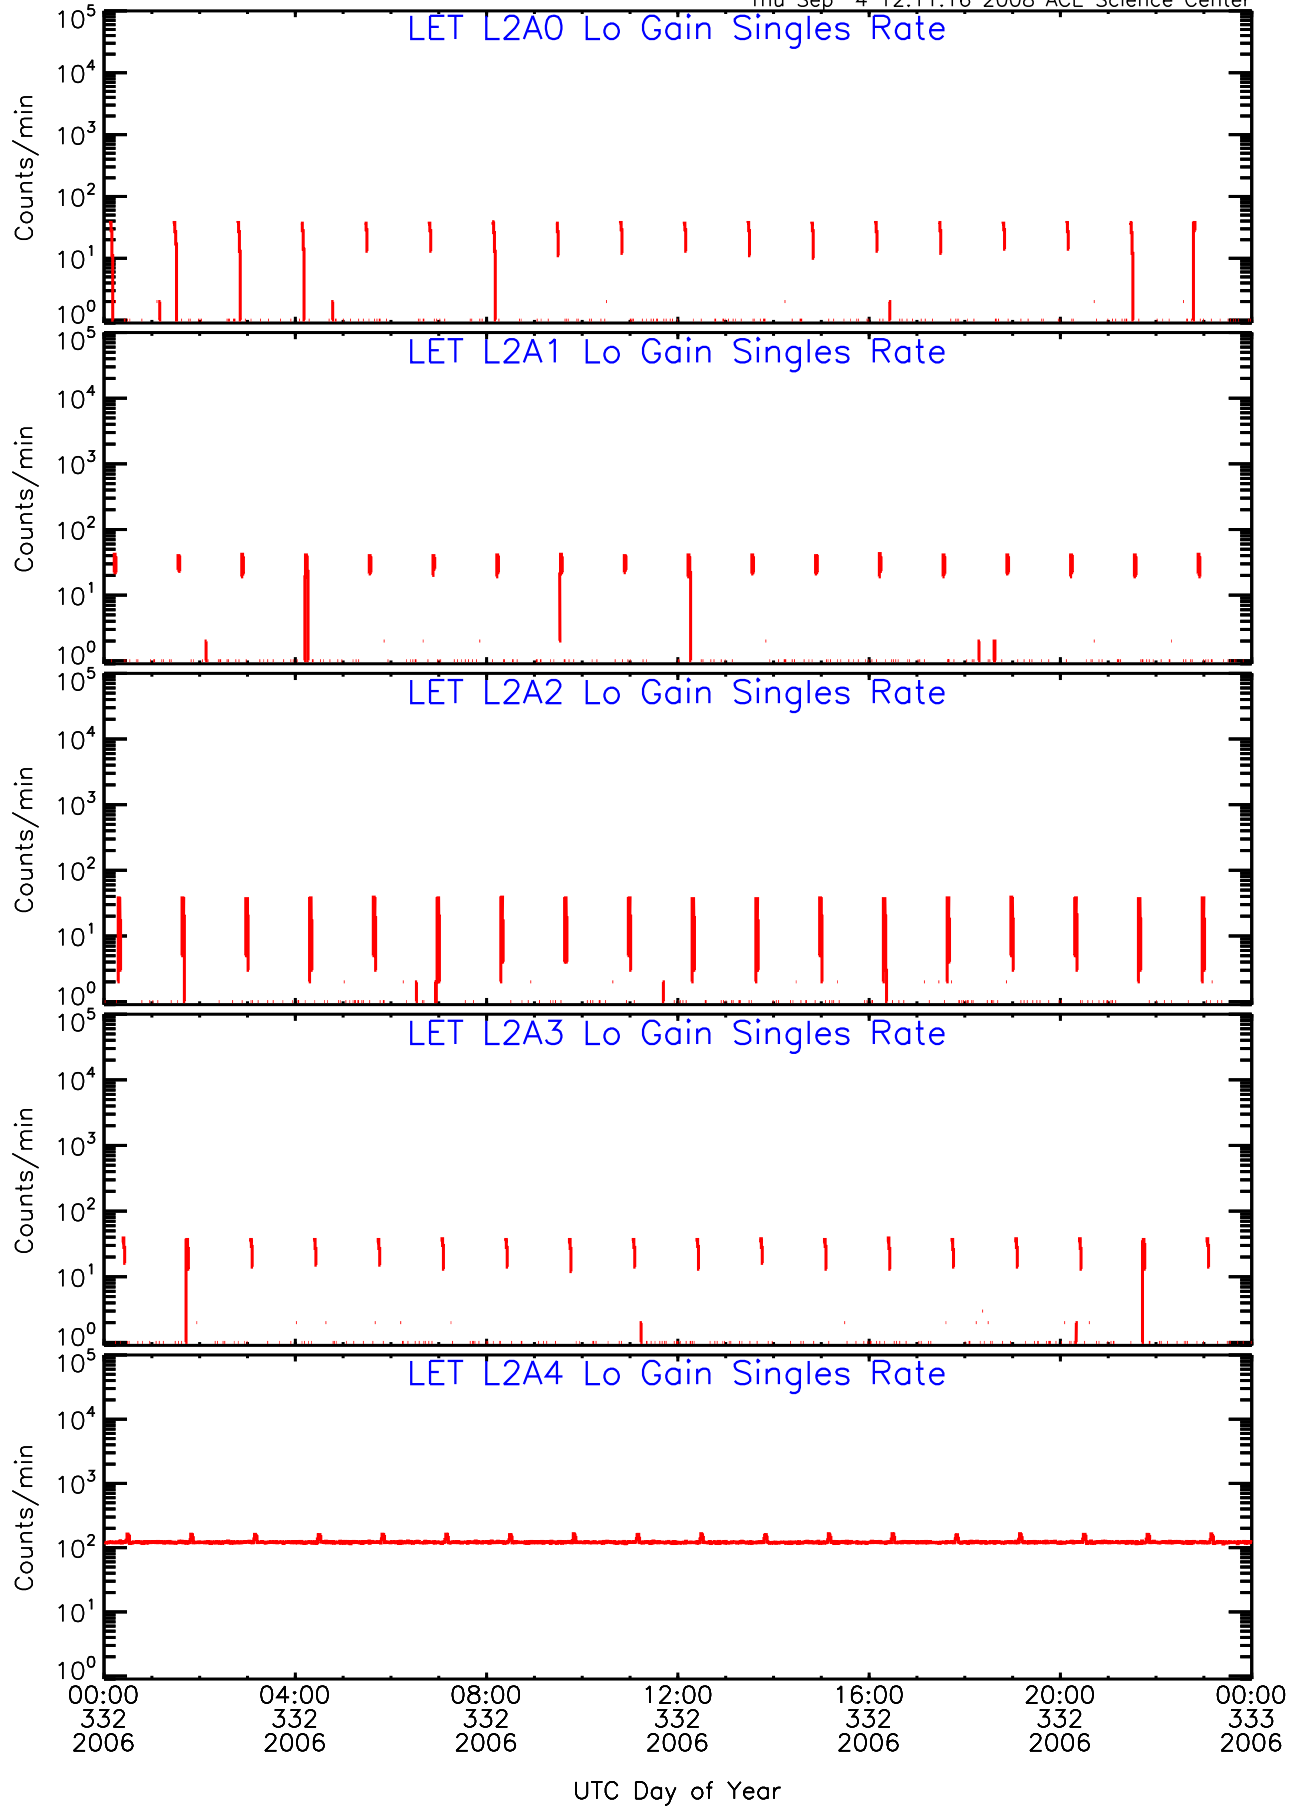 Thu Sep 4 12:11:16 2008 ACE Science Center
LET L2A0 Lo Gain Singles Rate
10^5
10^4
10^3
10^2
10^1
10^0
Counts/min
LET L2A1 Lo Gain Singles Rate
10^5
10^4
10^3
10^2
10^1
10^0
Counts/min
LET L2A2 Lo Gain Singles Rate
10^5
10^4
10^3
10^2
10^1
10^0
Counts/min
LET L2A3 Lo Gain Singles Rate
10^5
10^4
10^3
10^2
10^1
10^0
Counts/min
LET L2A4 Lo Gain Singles Rate
10^5
10^4
10^3
10^2
10^1
10^0
Counts/min
00:00 04:00 08:00 12:00 16:00 20:00 00:00
332 332 332 332 332 332 333
2006 2006 2006 2006 2006 2006 2006
UTC Day of Year